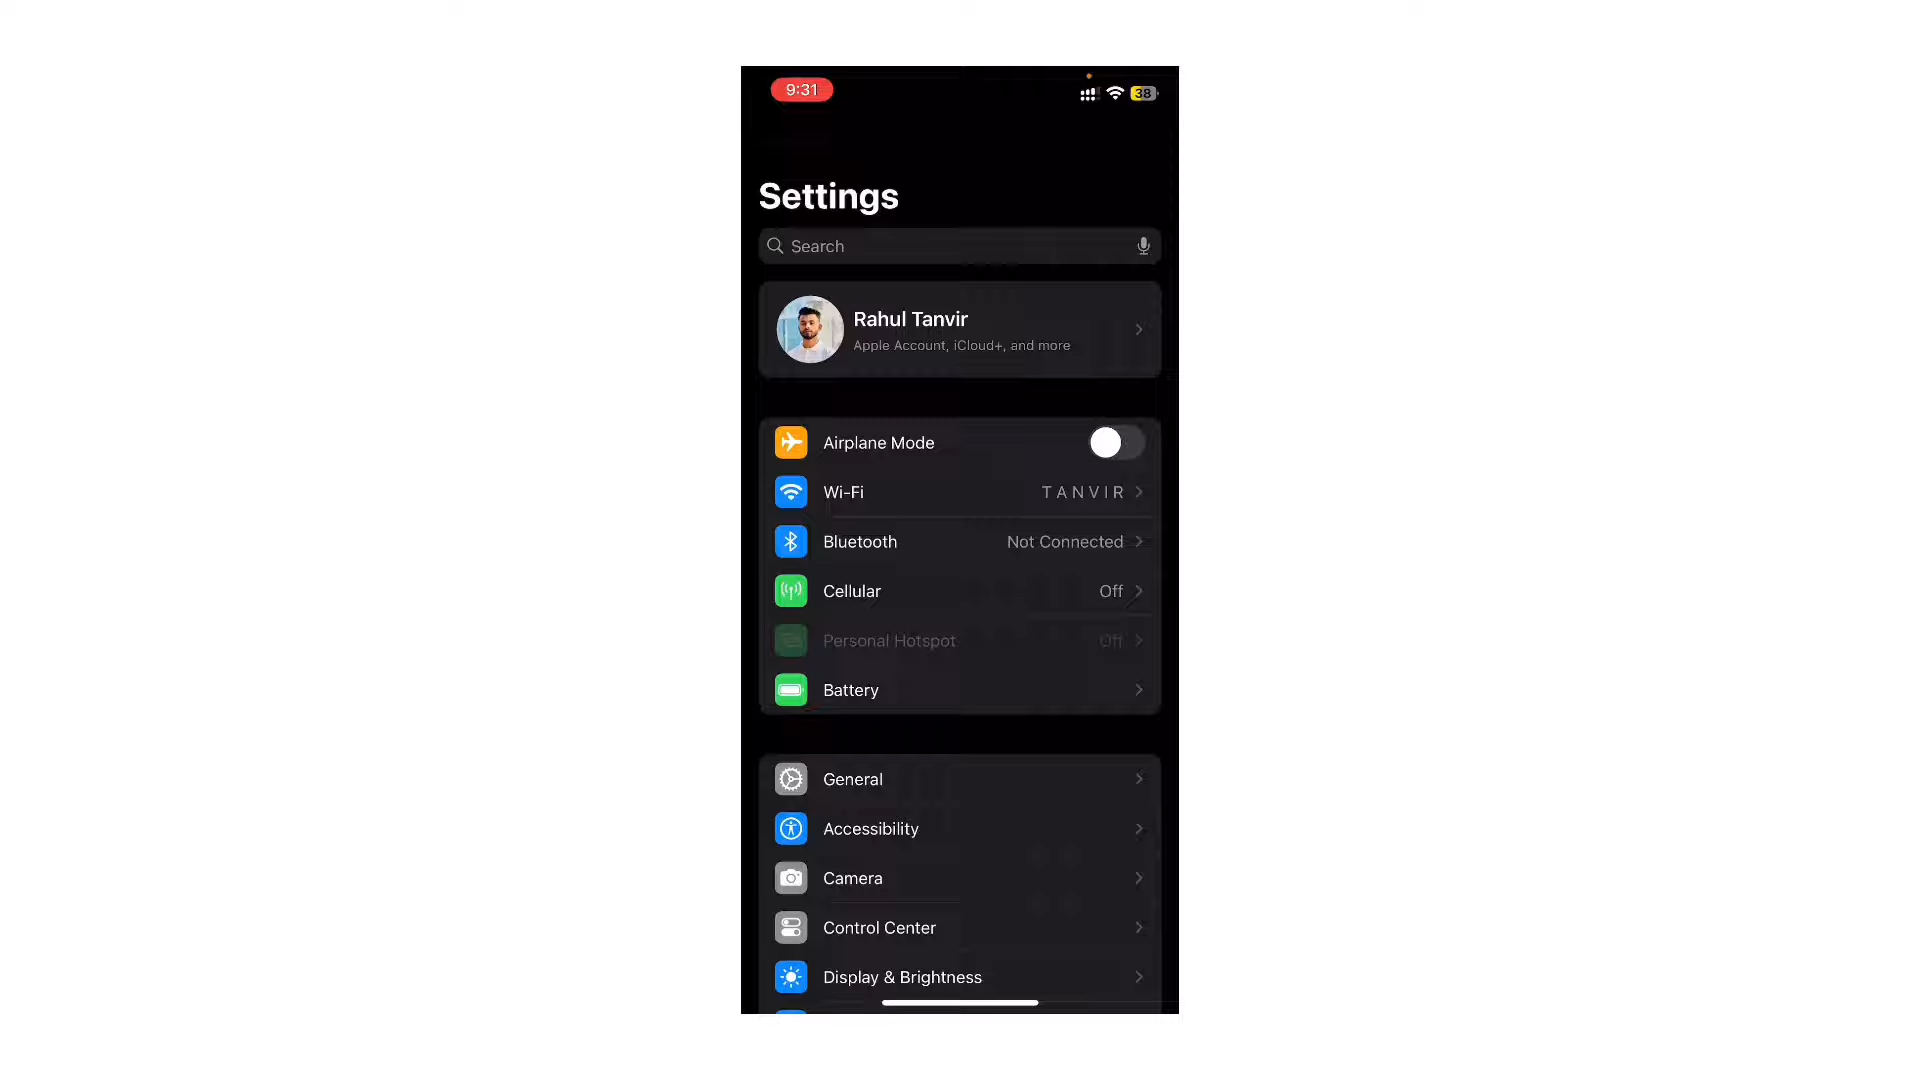 9:31
38
Settings
Search
Rahul Tanvir
Apple Account, iCloud+, and more
Airplane Mode
Wi-Fi T A N V I R
Bluetooth Not Connected
Cellular Off
Personal Hotspot Off
Battery
General
Accessibility
Camera
Control Center
Display & Brightness